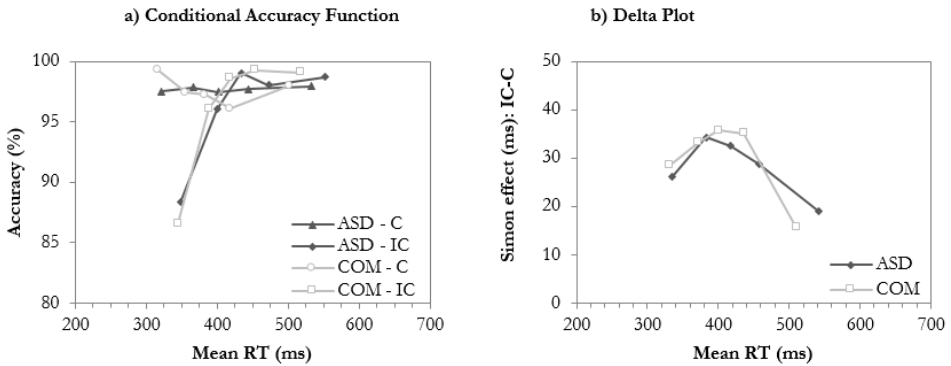 a) Conditional Accuracy Function
100
95
90
85
80
Accuracy (%)
ASD - C
ASD - IC
COM - C
COM - IC
200 300 400 500 600 700
Mean RT (ms)
b) Delta Plot
50
40
30
20
10
0
Simon effect (ms): IC-C
ASD
COM
200 300 400 500 600 700
Mean RT (ms)